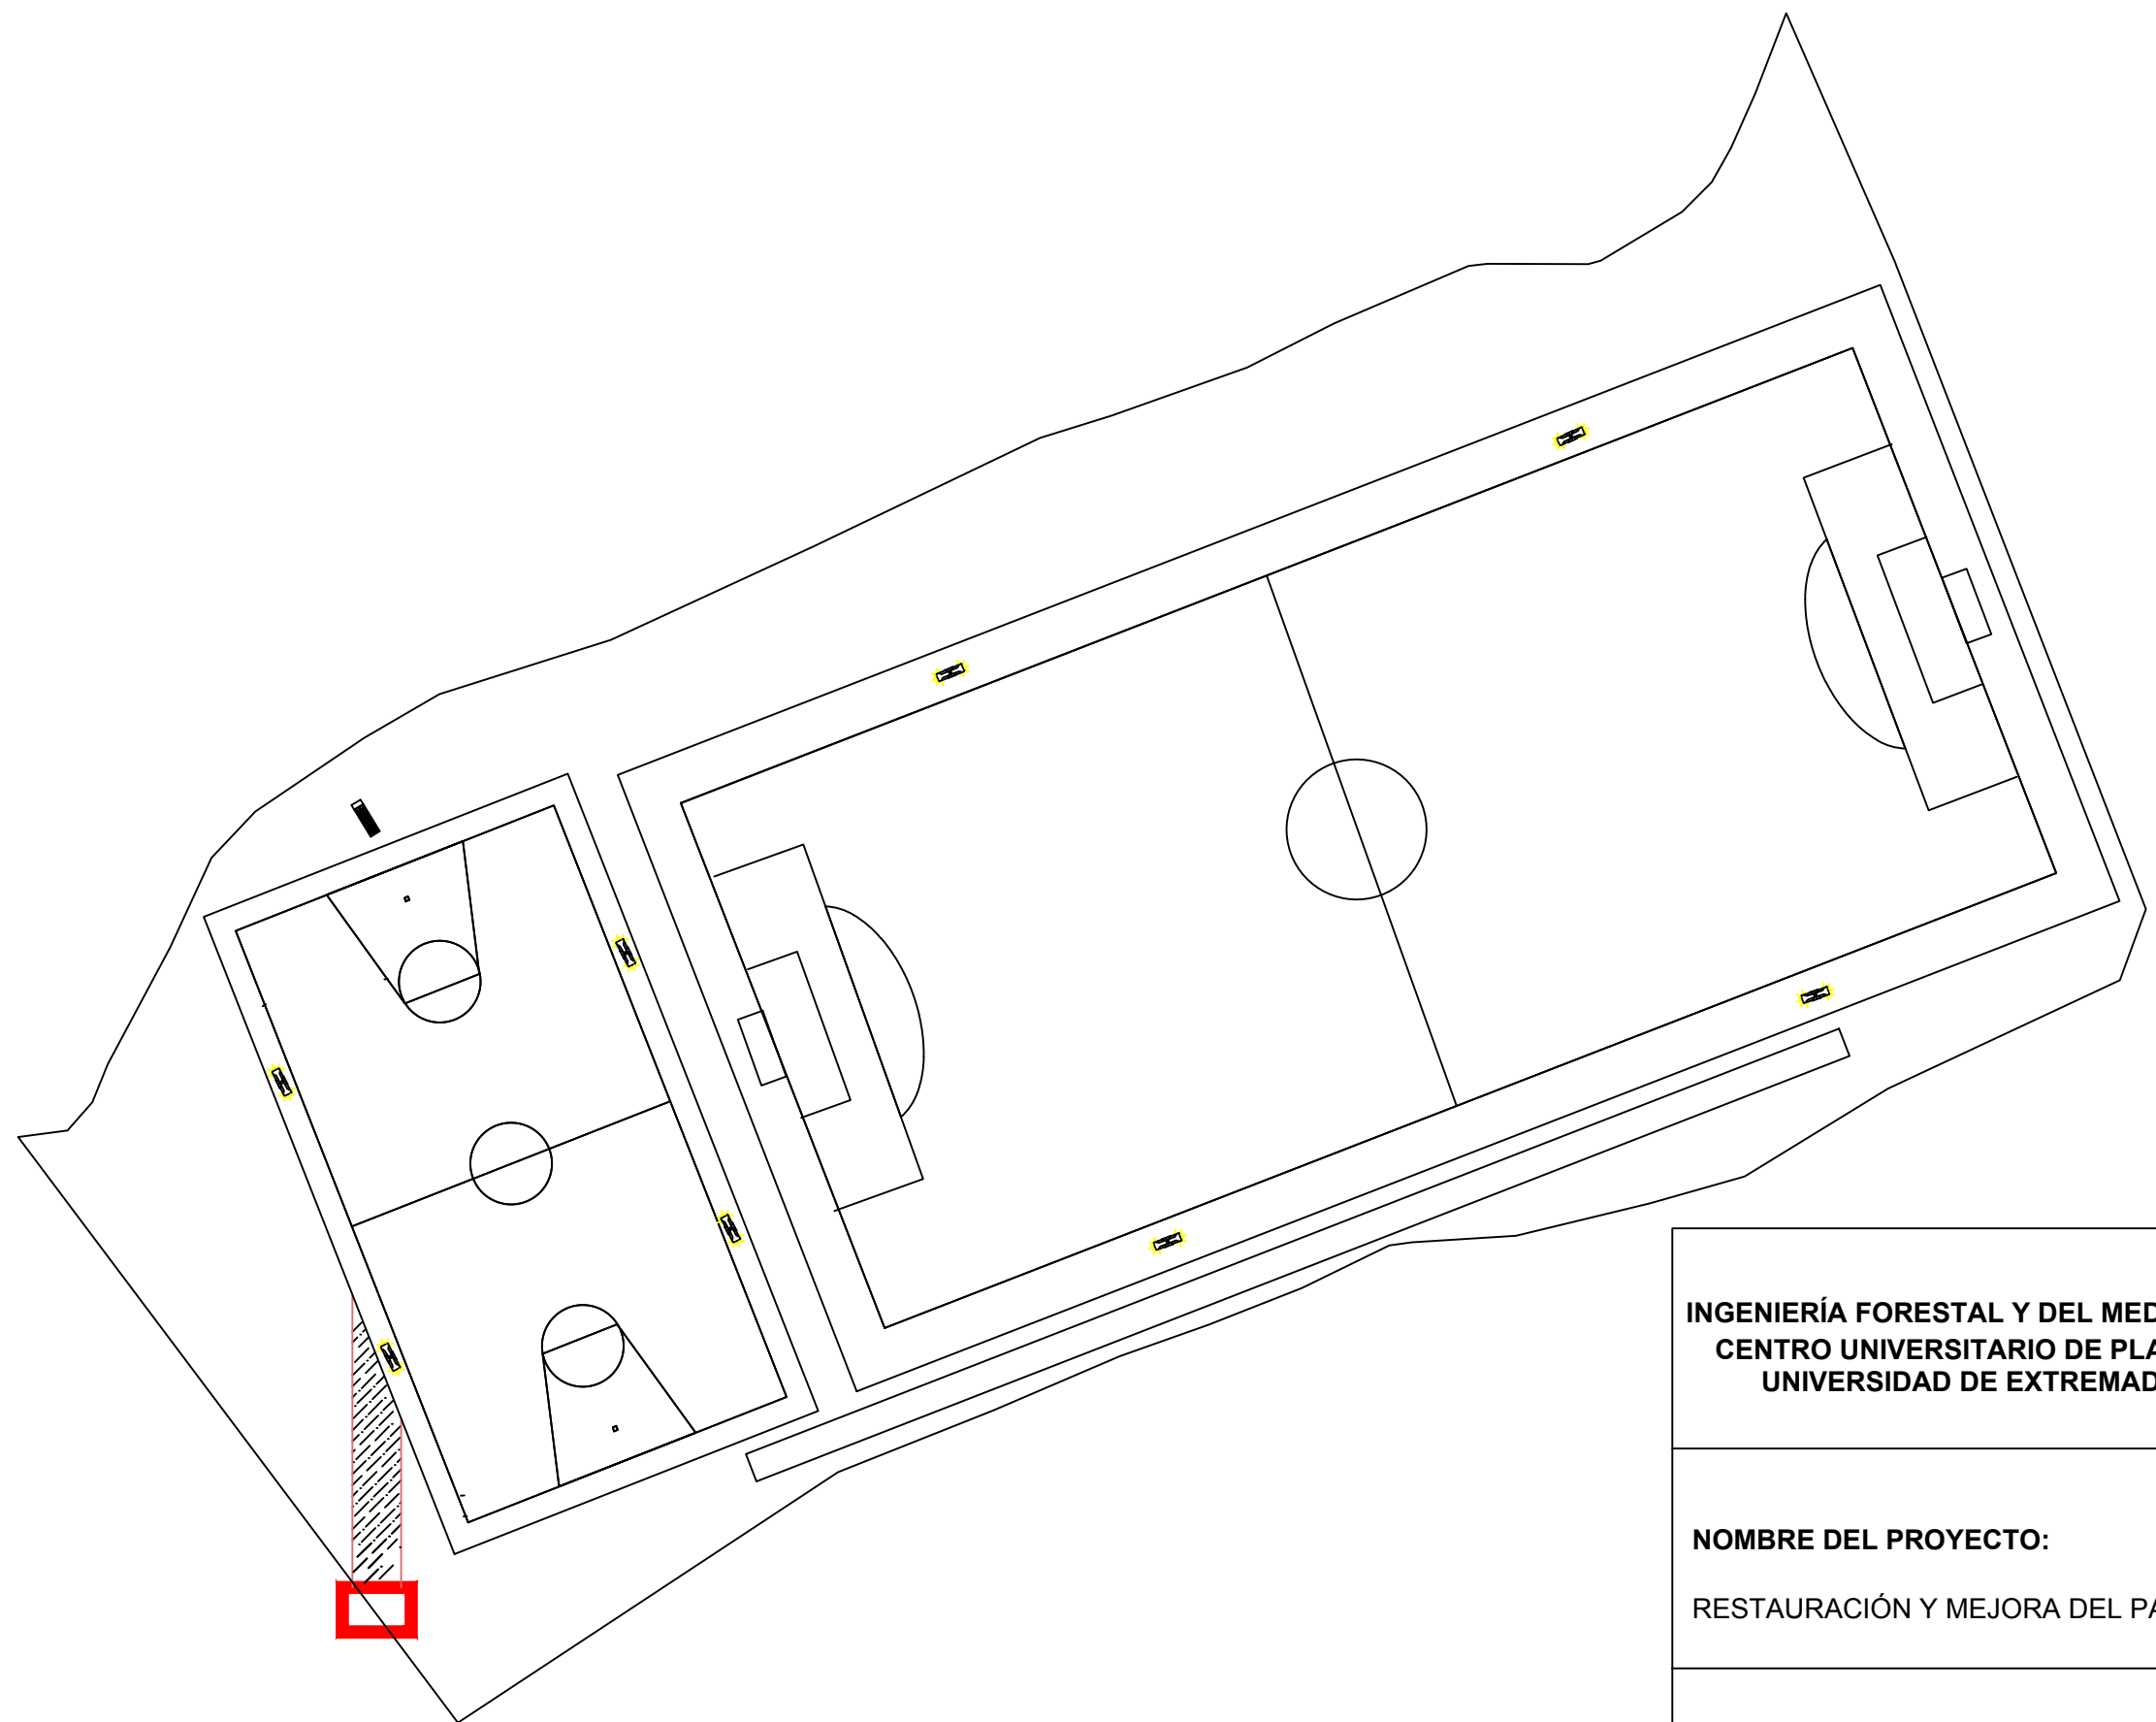 INGENIERÍA FORESTAL Y DEL MED
CENTRO UNIVERSITARIO DE PLA
UNIVERSIDAD DE EXTREMAD
NOMBRE DEL PROYECTO:
RESTAURACIÓN Y MEJORA DEL PA